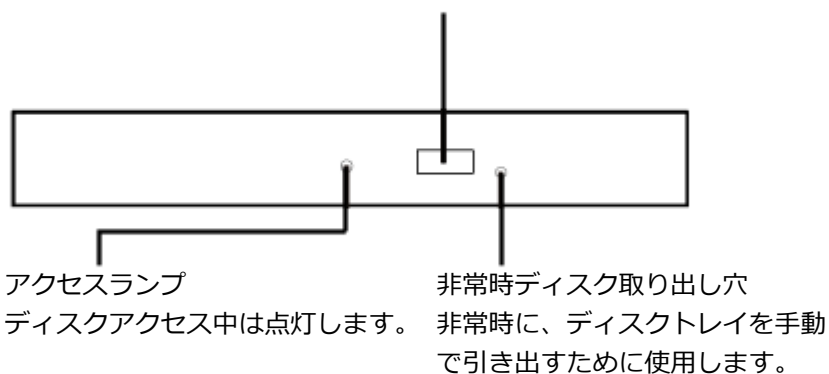 アクセスランプ
ディスクアクセス中は点灯します。
非常時ディスク取り出し穴
非常時に、ディスクトレイを手動
で引き出すために使用します。